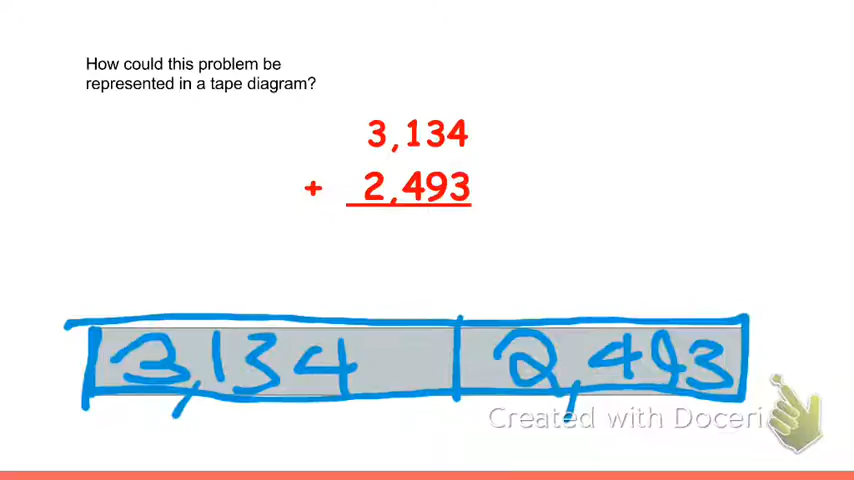 How could this problem be
represented in a tape diagram?
3,134
+ 2,493
3,134 2,493
Created with Doceri